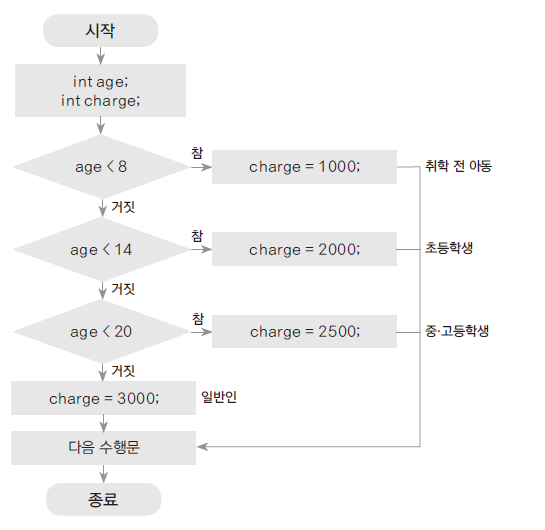 시작
int age;
int charge;
age < 8
참
charge = 1000;
취학 전 아동
거짓
age < 14
참
charge = 2000;
초등학생
거짓
age < 20
참
charge = 2500;
중·고등학생
거짓
charge = 3000;
일반인
다음 수행문
종료